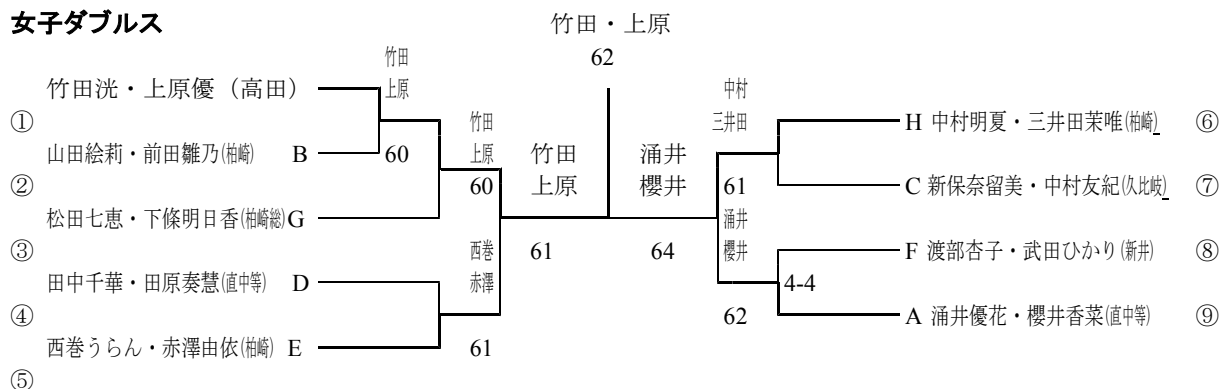 女子ダブルス
竹田・上原
62
竹田
上原
竹田洸・上原優（高田）
①
60
山田絵莉・前田雛乃(柏崎) B
②
竹田
上原
60
松田七恵・下條明日香(柏崎総)G
③
竹田
上原
61
田中千華・田原奏慧(直中等) D
④
西巻
赤澤
61
西巻うらん・赤澤由依(柏崎) E
⑤
涌井
櫻井
64
中村
三井田
61
H 中村明夏・三井田茉唯(柏崎) ⑥
C 新保奈留美・中村友紀(久比岐) ⑦
涌井
櫻井
62
F 渡部杏子・武田ひかり(新井) ⑧
4-4
A 涌井優花・櫻井香菜(直中等) ⑨